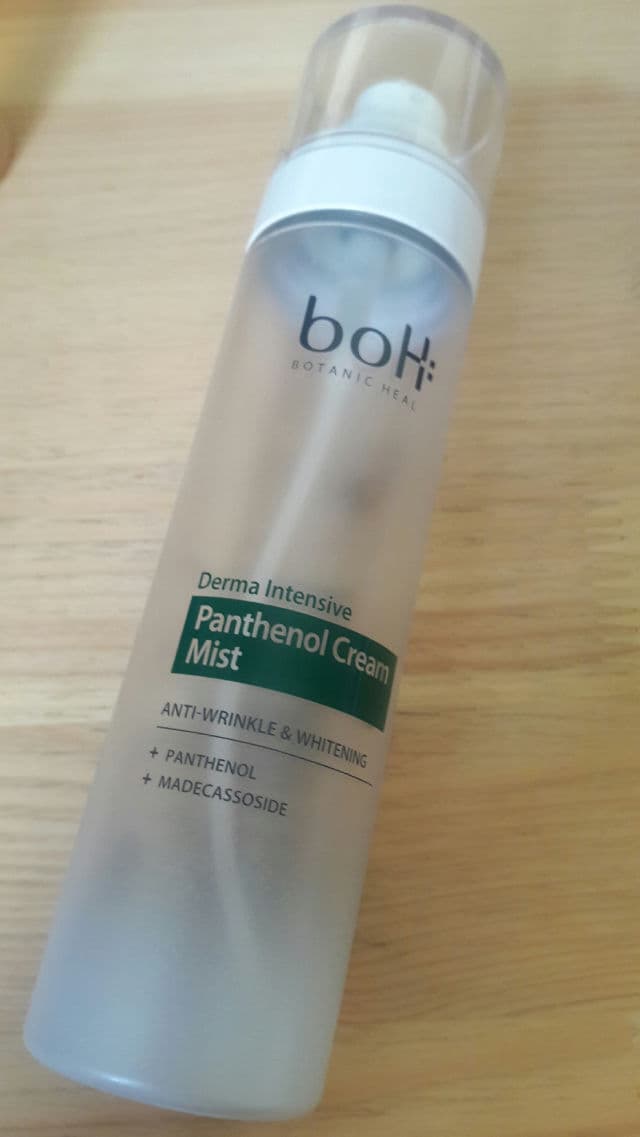 boH:
BOTANIC HEAL
Derma Intensive
Panthenol Cream
Mist
ANTI-WRINKLE & WHITENING
+ PANTHENOL
+ MADECASSOSIDE